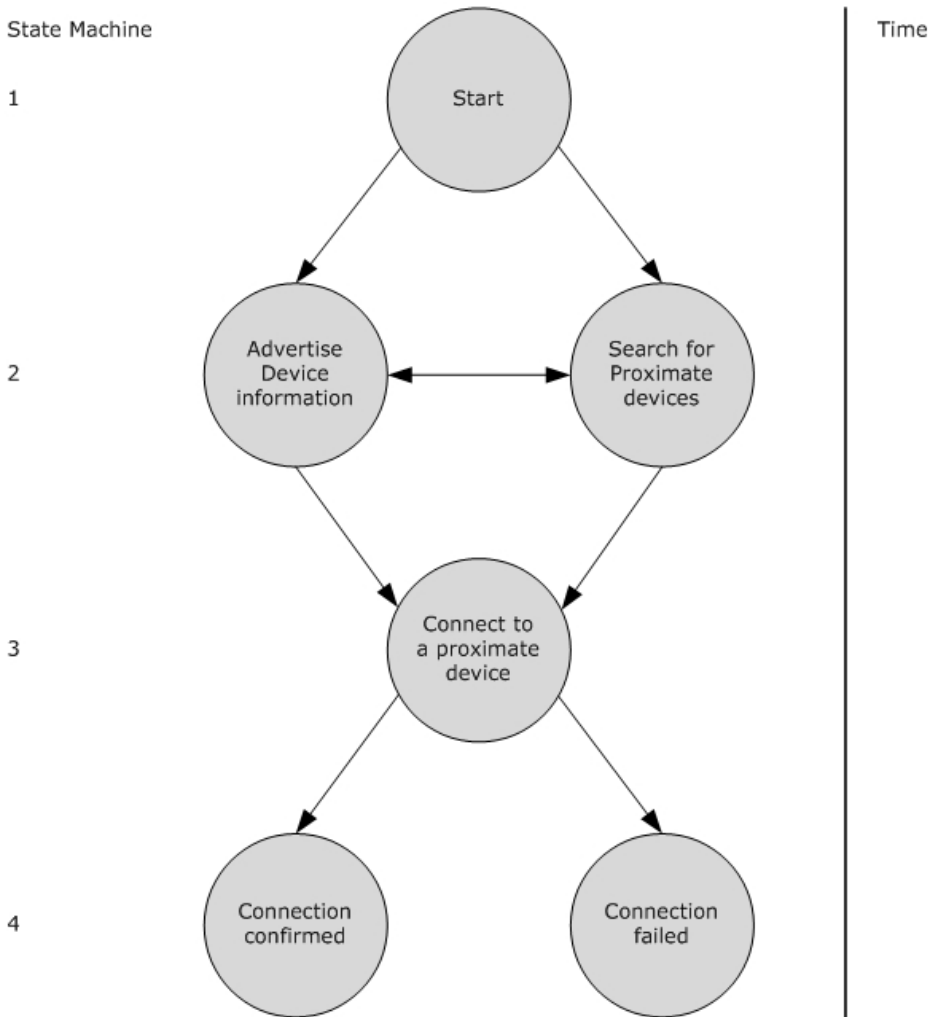 State Machine
Time
1
Start
2
Advertise
Device
information
Search for
Proximate
devices
3
Connect to
a proximate
device
4
Connection
confirmed
Connection
failed